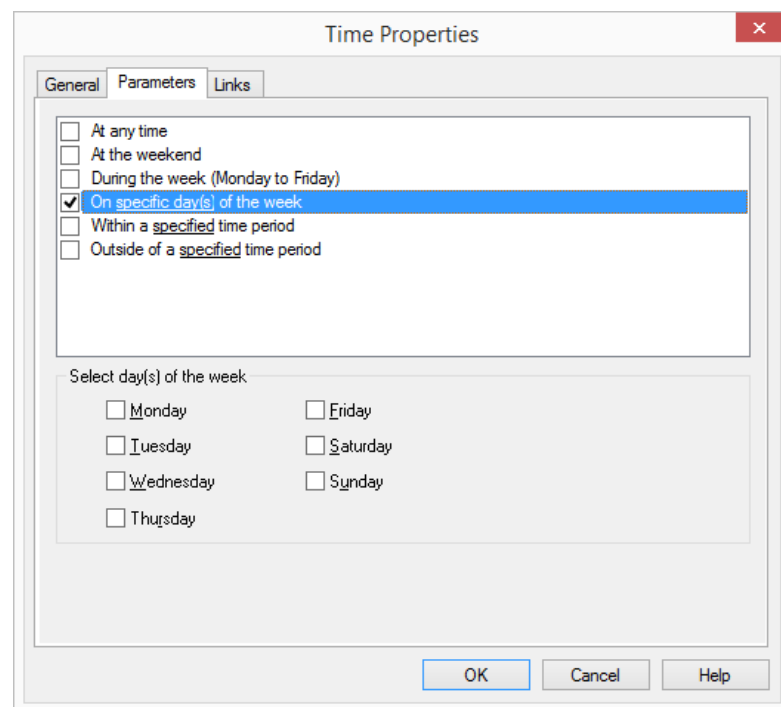 Time Properties
General Parameters Links
At any time
At the weekend
During the week (Monday to Friday)
On specific day(s) of the week
Within a specified time period
Outside of a specified time period
Select day(s) of the week
Monday Friday
Tuesday Saturday
Wednesday Sunday
Thursday
OK Cancel Help